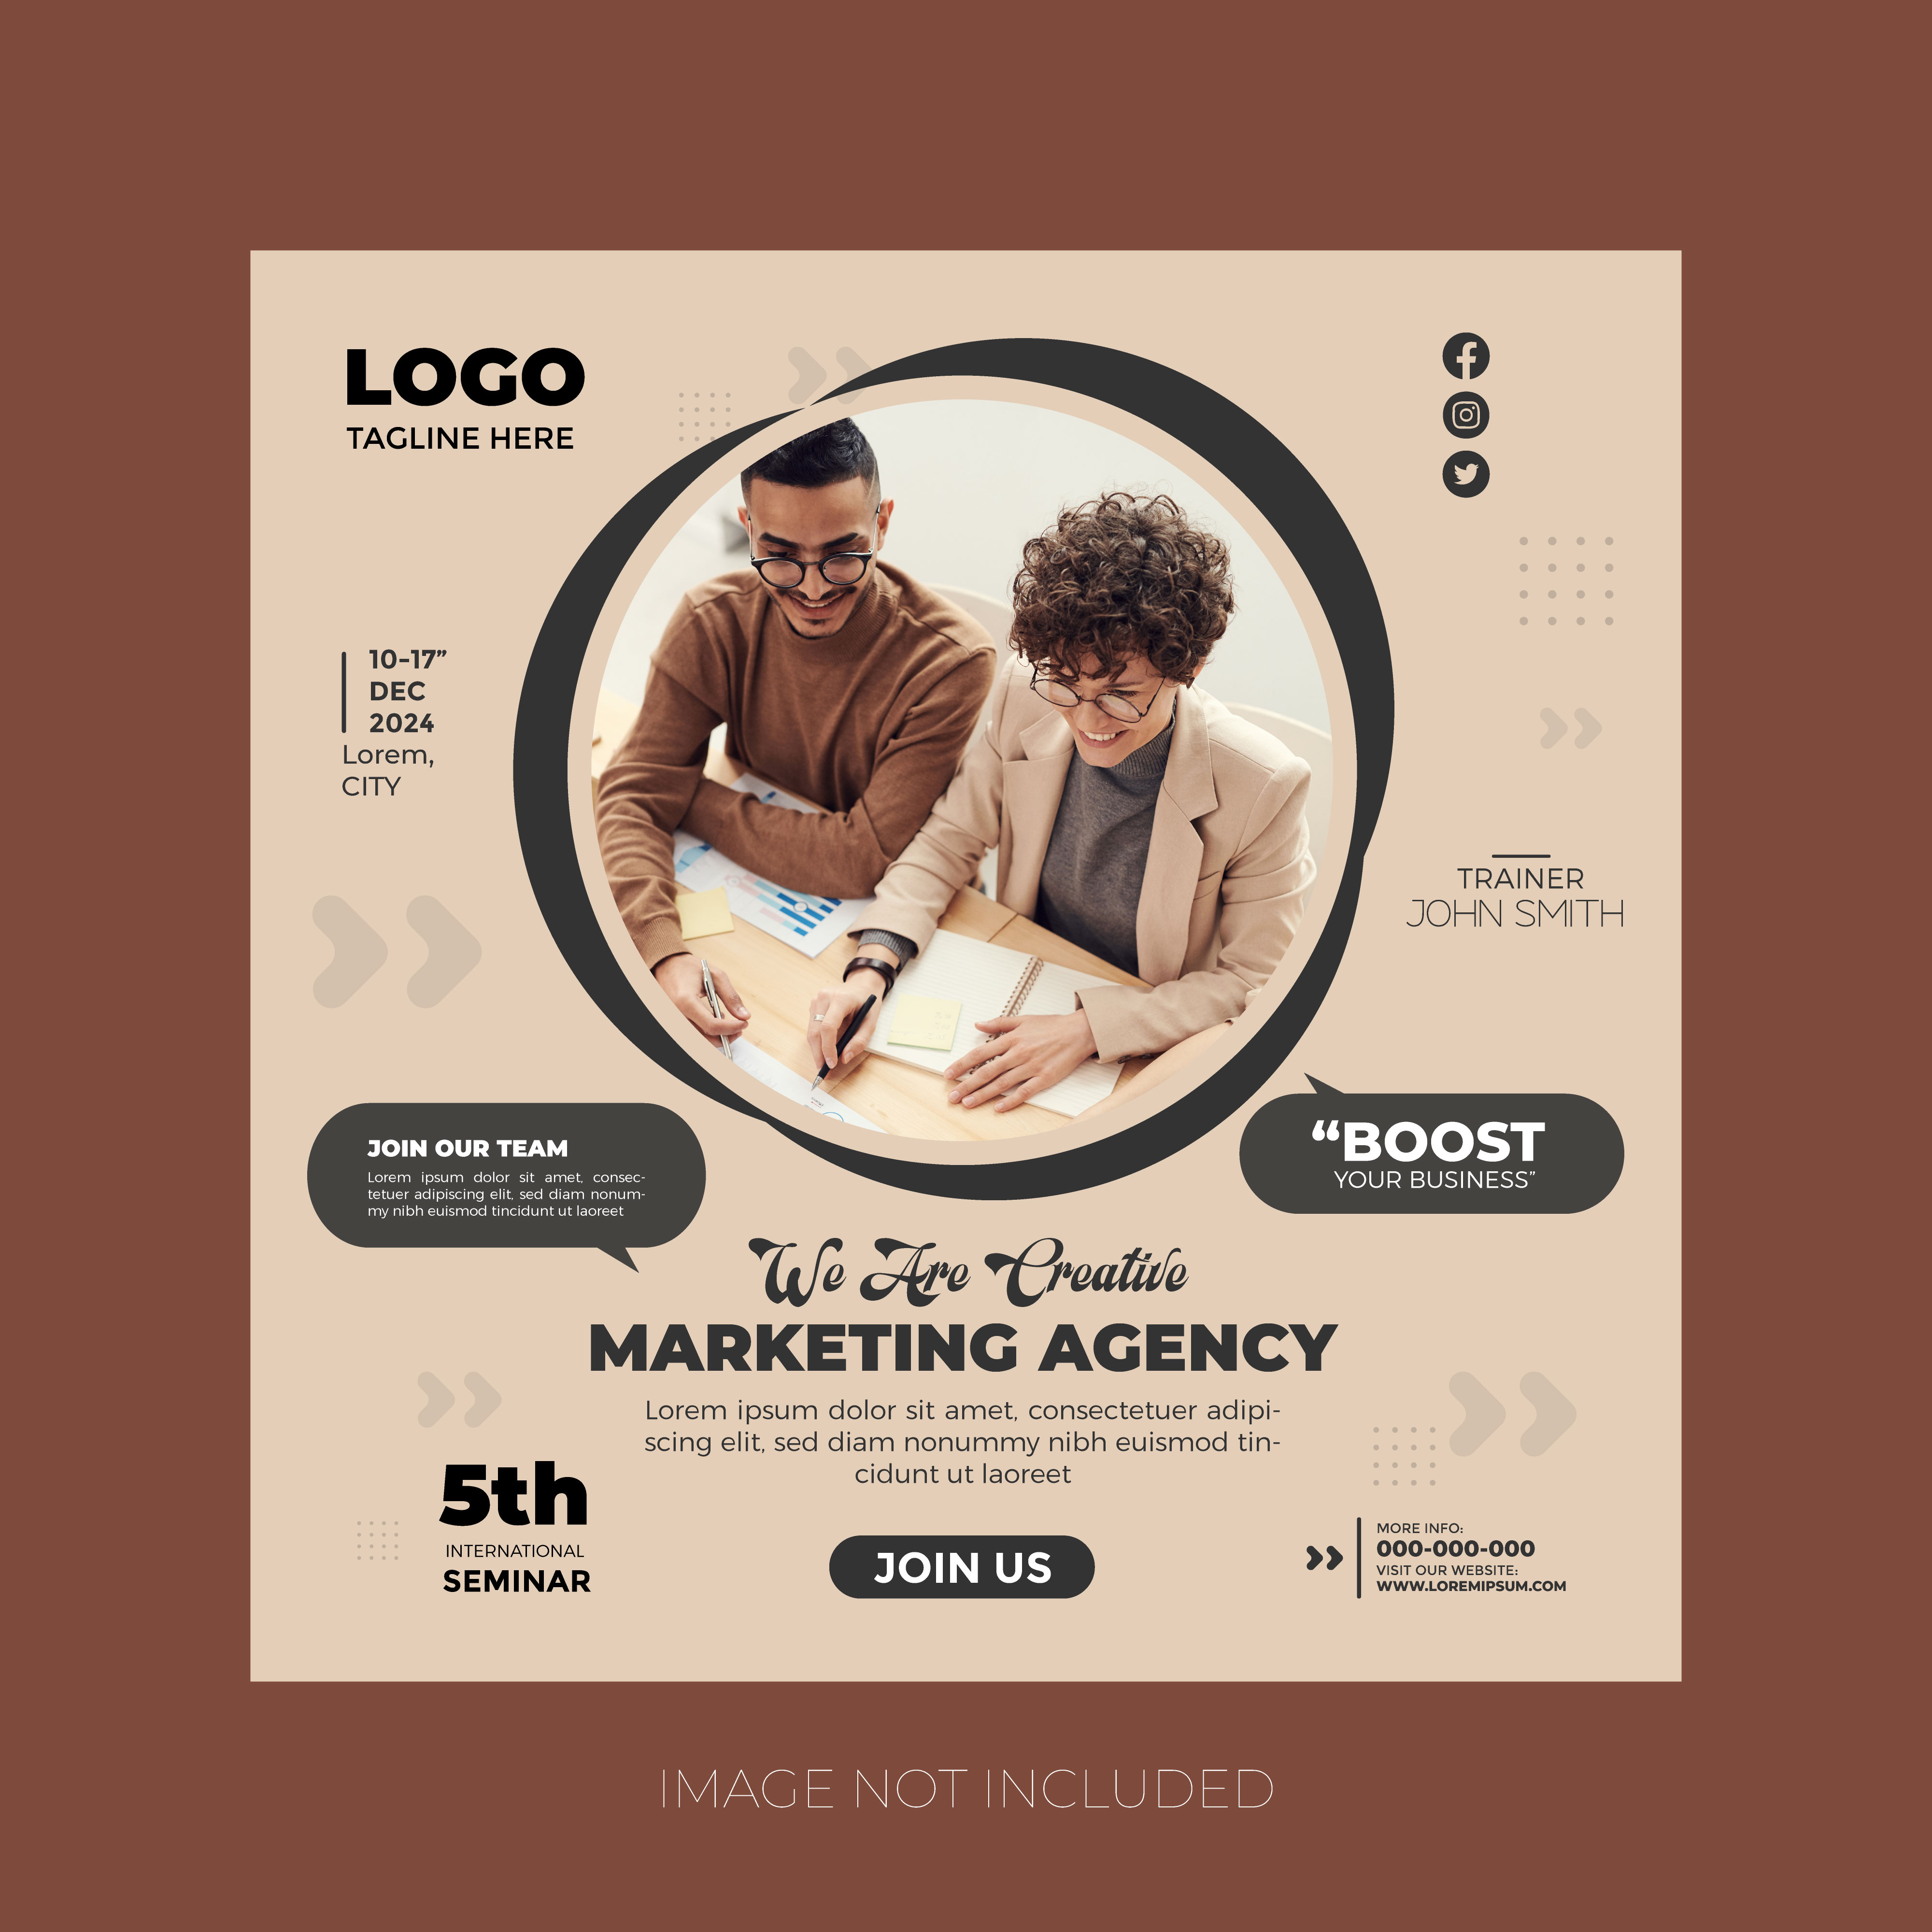 LOGO
TAGLINE HERE
10-17”
DEC
2024
Lorem,
CITY
TRAINER
JOHN SMITH
JOIN OUR TEAM
Lorem ipsum dolor sit amet, consec-
tetuer adipiscing elit, sed diam nonum-
my nibh euismod tincidunt ut laoreet
“BOOST
YOUR BUSINESS”
We Are Creative
MARKETING AGENCY
Lorem ipsum dolor sit amet, consectetuer adipi-
scing elit, sed diam nonummy nibh euismod tin-
cidunt ut laoreet
5th
INTERNATIONAL
SEMINAR
JOIN US
MORE INFO:
000-000-000
VISIT OUR WEBSITE:
WWW.LOREMIPSUM.COM
IMAGE NOT INCLUDED